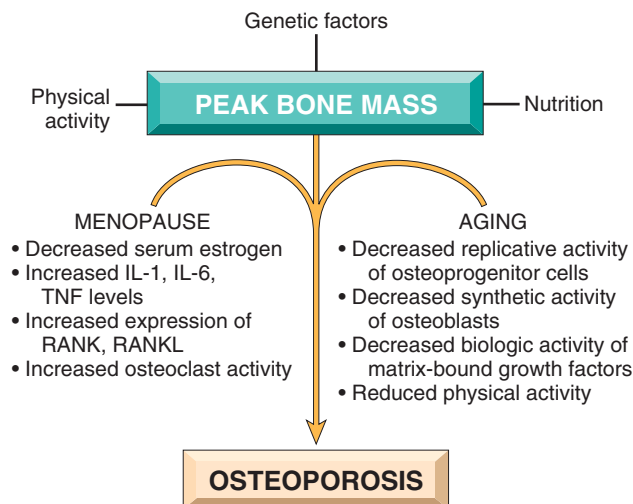 Genetic factors
Physical
activity
PEAK BONE MASS
Nutrition
MENOPAUSE
• Decreased serum estrogen
• Increased IL-1, IL-6,
TNF levels
• Increased expression of
RANK, RANKL
• Increased osteoclast activity
AGING
• Decreased replicative activity
of osteoprogenitor cells
• Decreased synthetic activity
of osteoblasts
• Decreased biologic activity of
matrix-bound growth factors
• Reduced physical activity
OSTEOPOROSIS